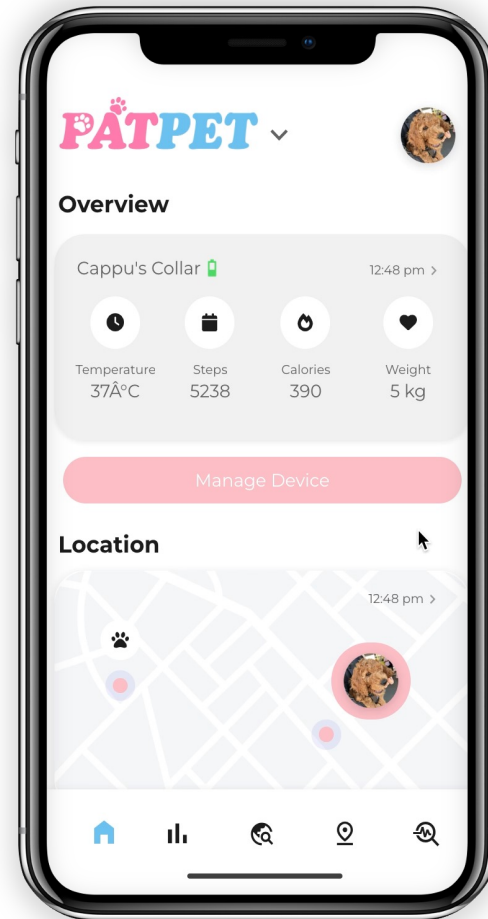 PATPET
Overview
Cappu's Collar
12:48 pm >
Temperature Steps Calories Weight
37Â°C 5238 390 5 kg
Manage Device
Location
12:48 pm >